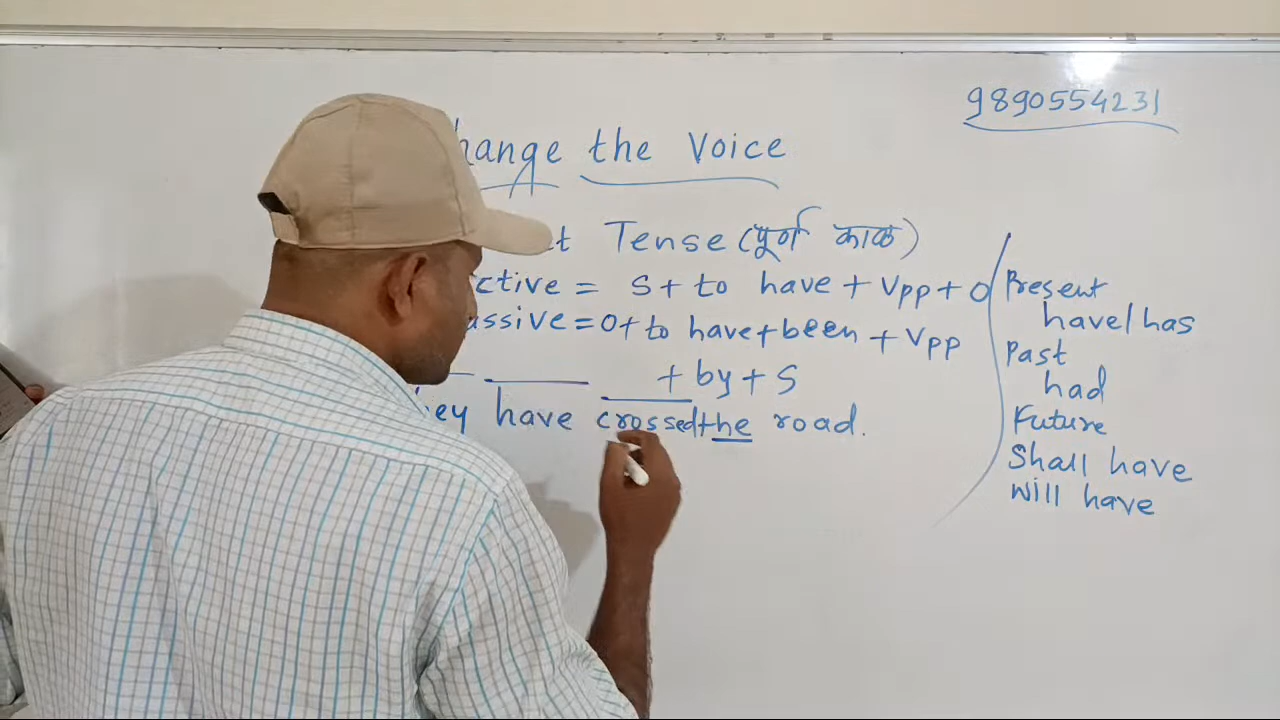 9890554231
hange the Voice
t Tense (पूर्ण काळ)
ctive = S + to have + Vpp + O
assive = O + to have + been + Vpp
+ by + S
hey have crossed the road.
Present
have/has
Past
had
Future
Shall have
Will have